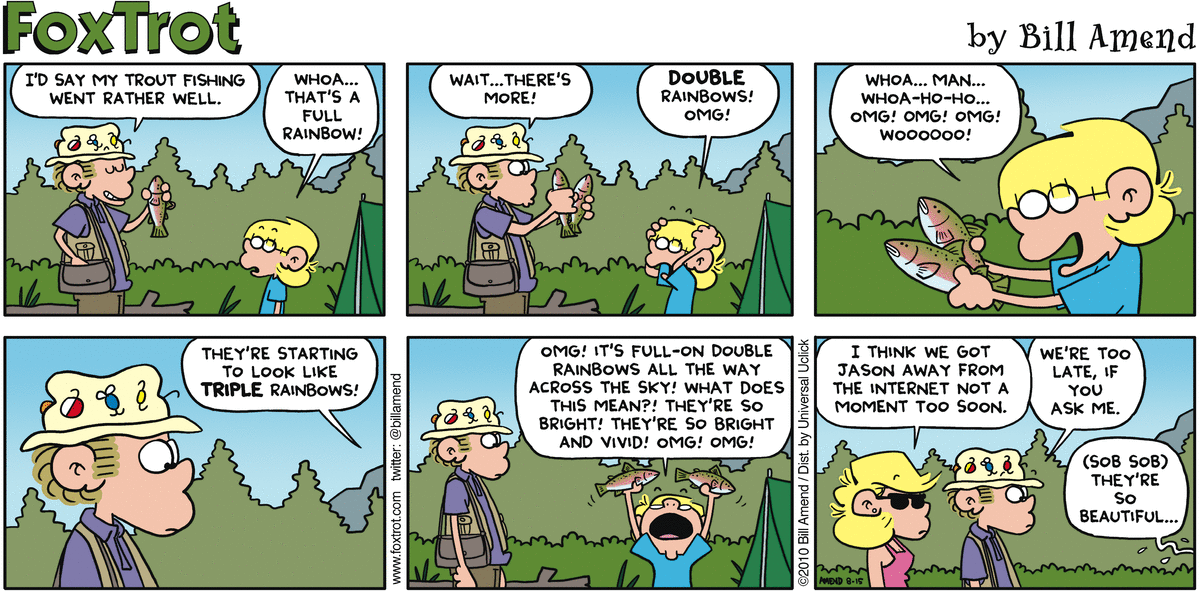 FoxTrot
by Bill Amend
I'D SAY MY TROUT FISHING
WENT RATHER WELL.
WHOA...
THAT'S A
FULL
RAINBOW!
WAIT...THERE'S
MORE!
DOUBLE
RAINBOWS!
OMG!
WHOA... MAN...
WHOA-HO-HO...
OMG! OMG! OMG!
WOOOOOO!
THEY'RE STARTING
TO LOOK LIKE
TRIPLE RAINBOWS!
www.foxtrot.com twitter: @billamend
OMG! IT'S FULL-ON DOUBLE
RAINBOWS ALL THE WAY
ACROSS THE SKY! WHAT DOES
THIS MEAN?! THEY'RE SO
BRIGHT! THEY'RE SO BRIGHT
AND VIVID! OMG! OMG!
©2010 Bill Amend / Dist. by Universal Uclick
I THINK WE GOT
JASON AWAY FROM
THE INTERNET NOT A
MOMENT TOO SOON.
WE'RE TOO
LATE, IF
YOU
ASK ME.
(SOB SOB)
THEY'RE
SO
BEAUTIFUL...
AMEND 8-15